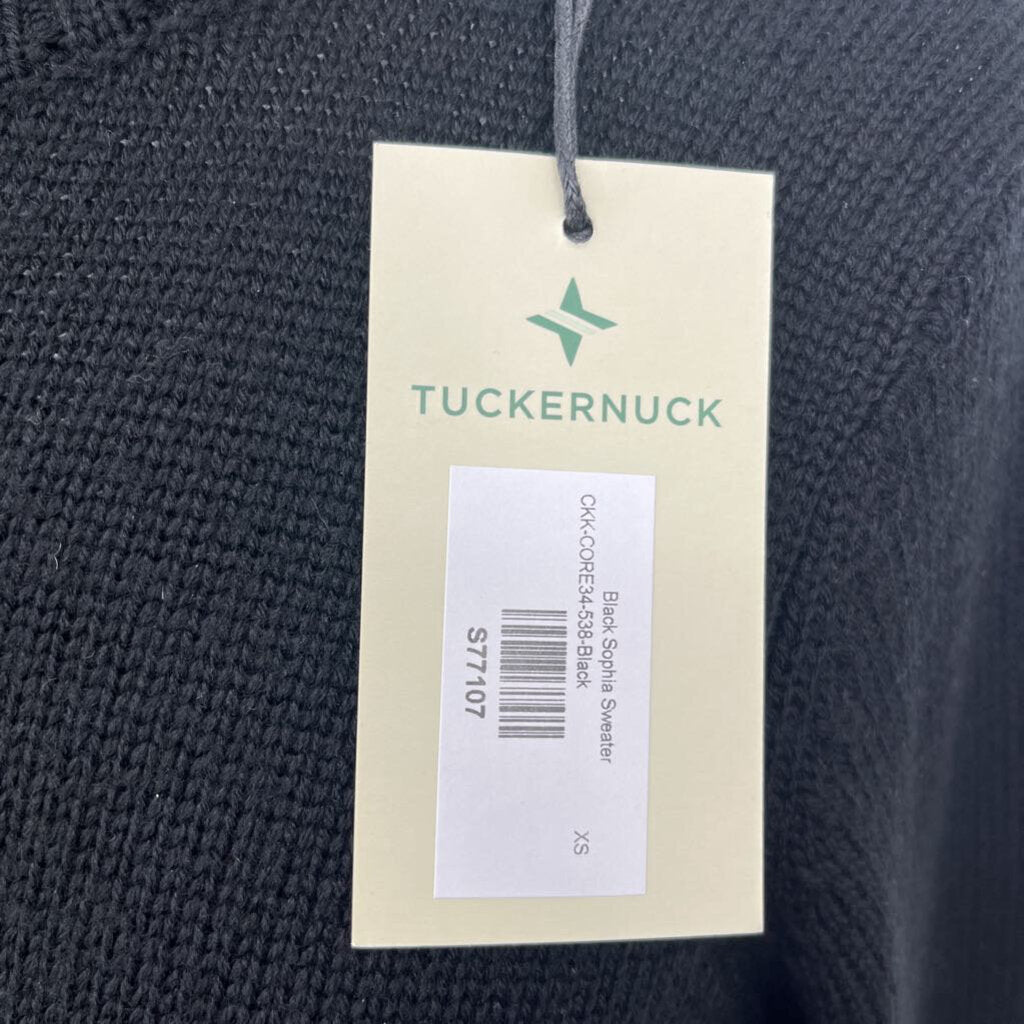 TUCKERNUCK
Black Sophia Sweater
CKK-CORE34-538-Black
XS
S77107